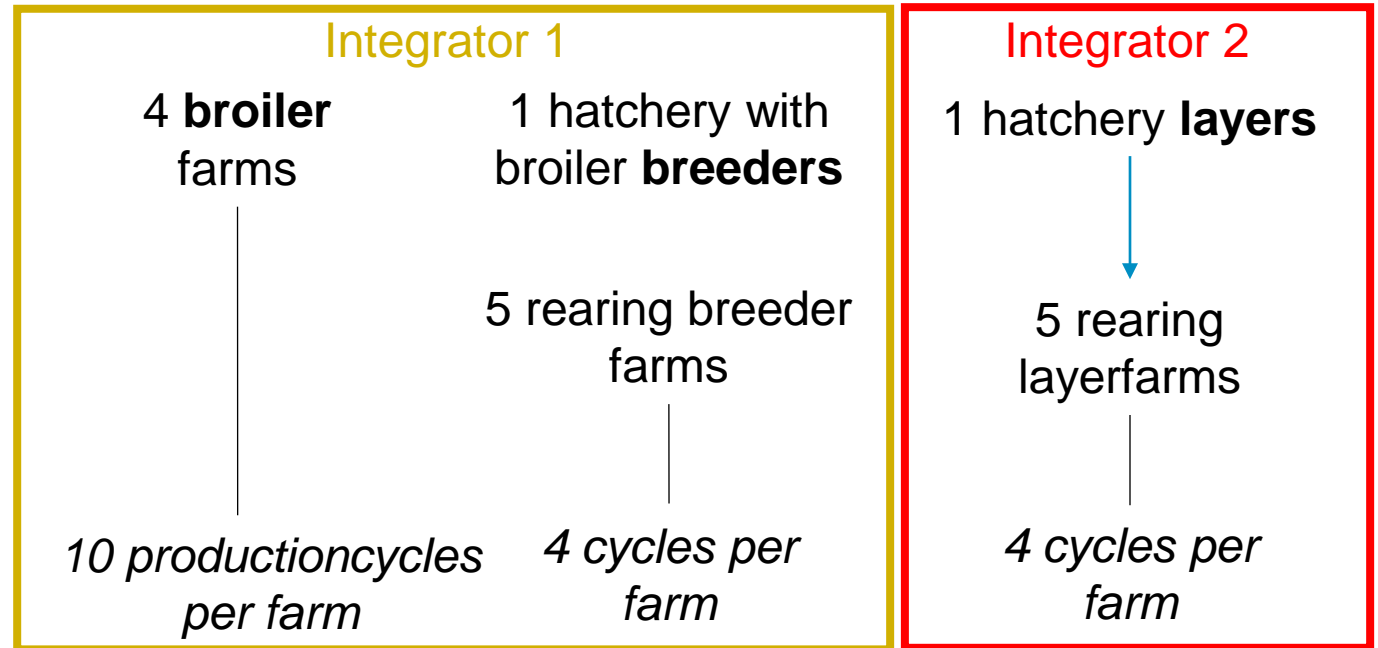 Integrator 1
4 broiler
farms
10 productioncycles
per farm
1 hatchery with
broiler breeders
5 rearing breeder
farms
4 cycles per
farm
Integrator 2
1 hatchery layers
5 rearing
layerfarms
4 cycles per
farm